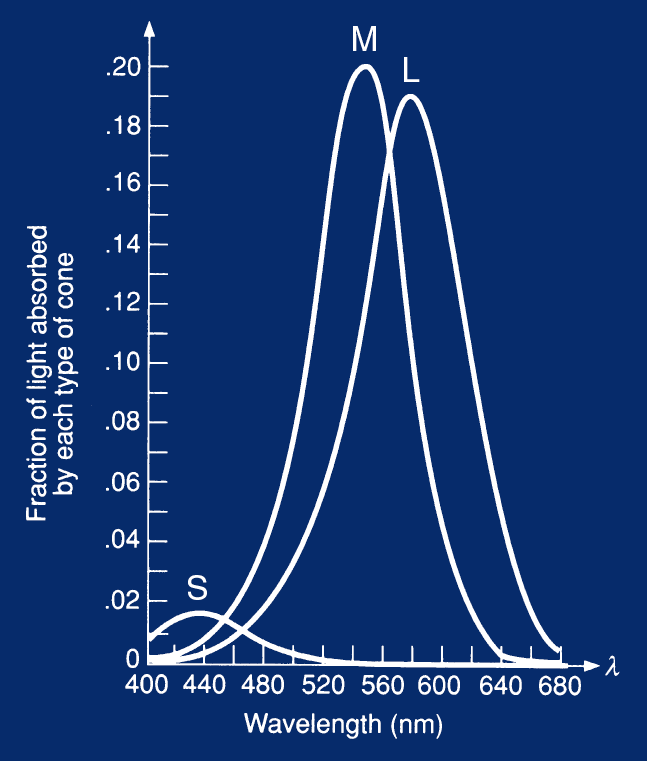 M
L
.20
.18
.16
.14
.12
.10
.08
.06
.04
.02
0
S
Fraction of light absorbed
by each type of cone
400 440 480 520 560 600 640 680
λ
Wavelength (nm)